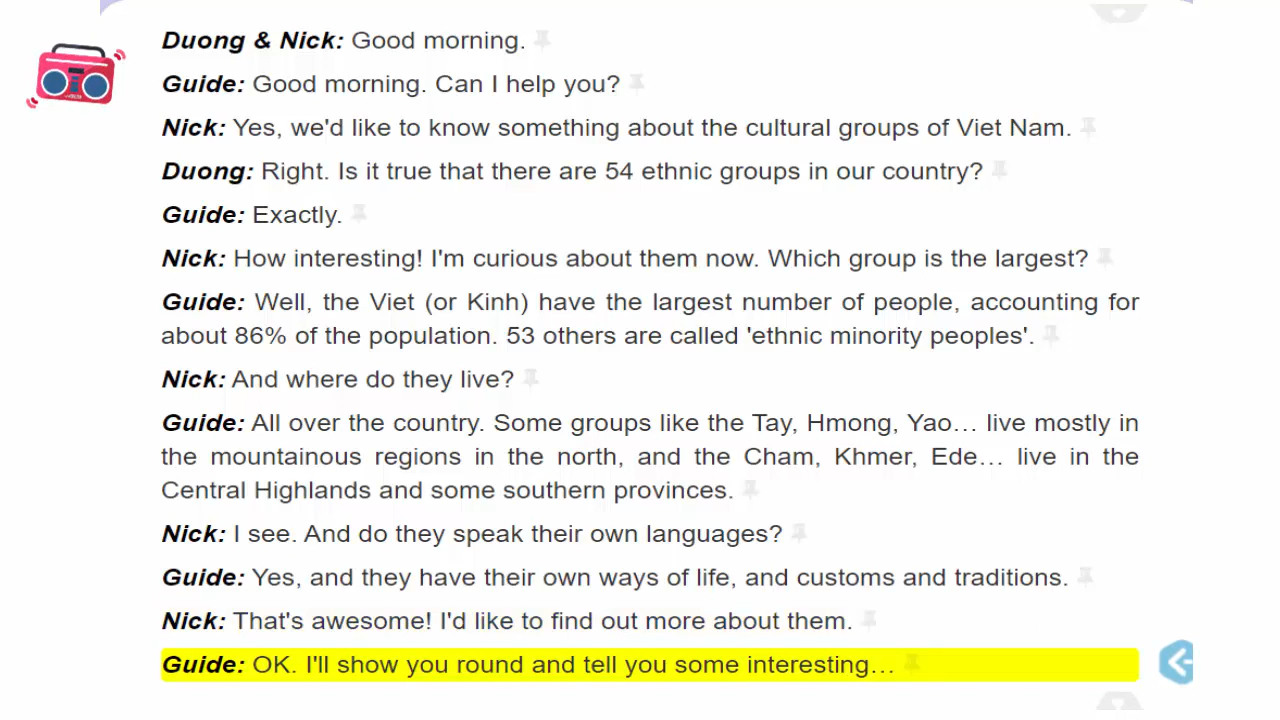 Duong & Nick: Good morning.
Guide: Good morning. Can I help you?
Nick: Yes, we'd like to know something about the cultural groups of Viet Nam.
Duong: Right. Is it true that there are 54 ethnic groups in our country?
Guide: Exactly.
Nick: How interesting! I'm curious about them now. Which group is the largest?
Guide: Well, the Viet (or Kinh) have the largest number of people, accounting for
about 86% of the population. 53 others are called 'ethnic minority peoples'.
Nick: And where do they live?
Guide: All over the country. Some groups like the Tay, Hmong, Yao… live mostly in
the mountainous regions in the north, and the Cham, Khmer, Ede… live in the
Central Highlands and some southern provinces.
Nick: I see. And do they speak their own languages?
Guide: Yes, and they have their own ways of life, and customs and traditions.
Nick: That's awesome! I'd like to find out more about them.
Guide: OK. I'll show you round and tell you some interesting…